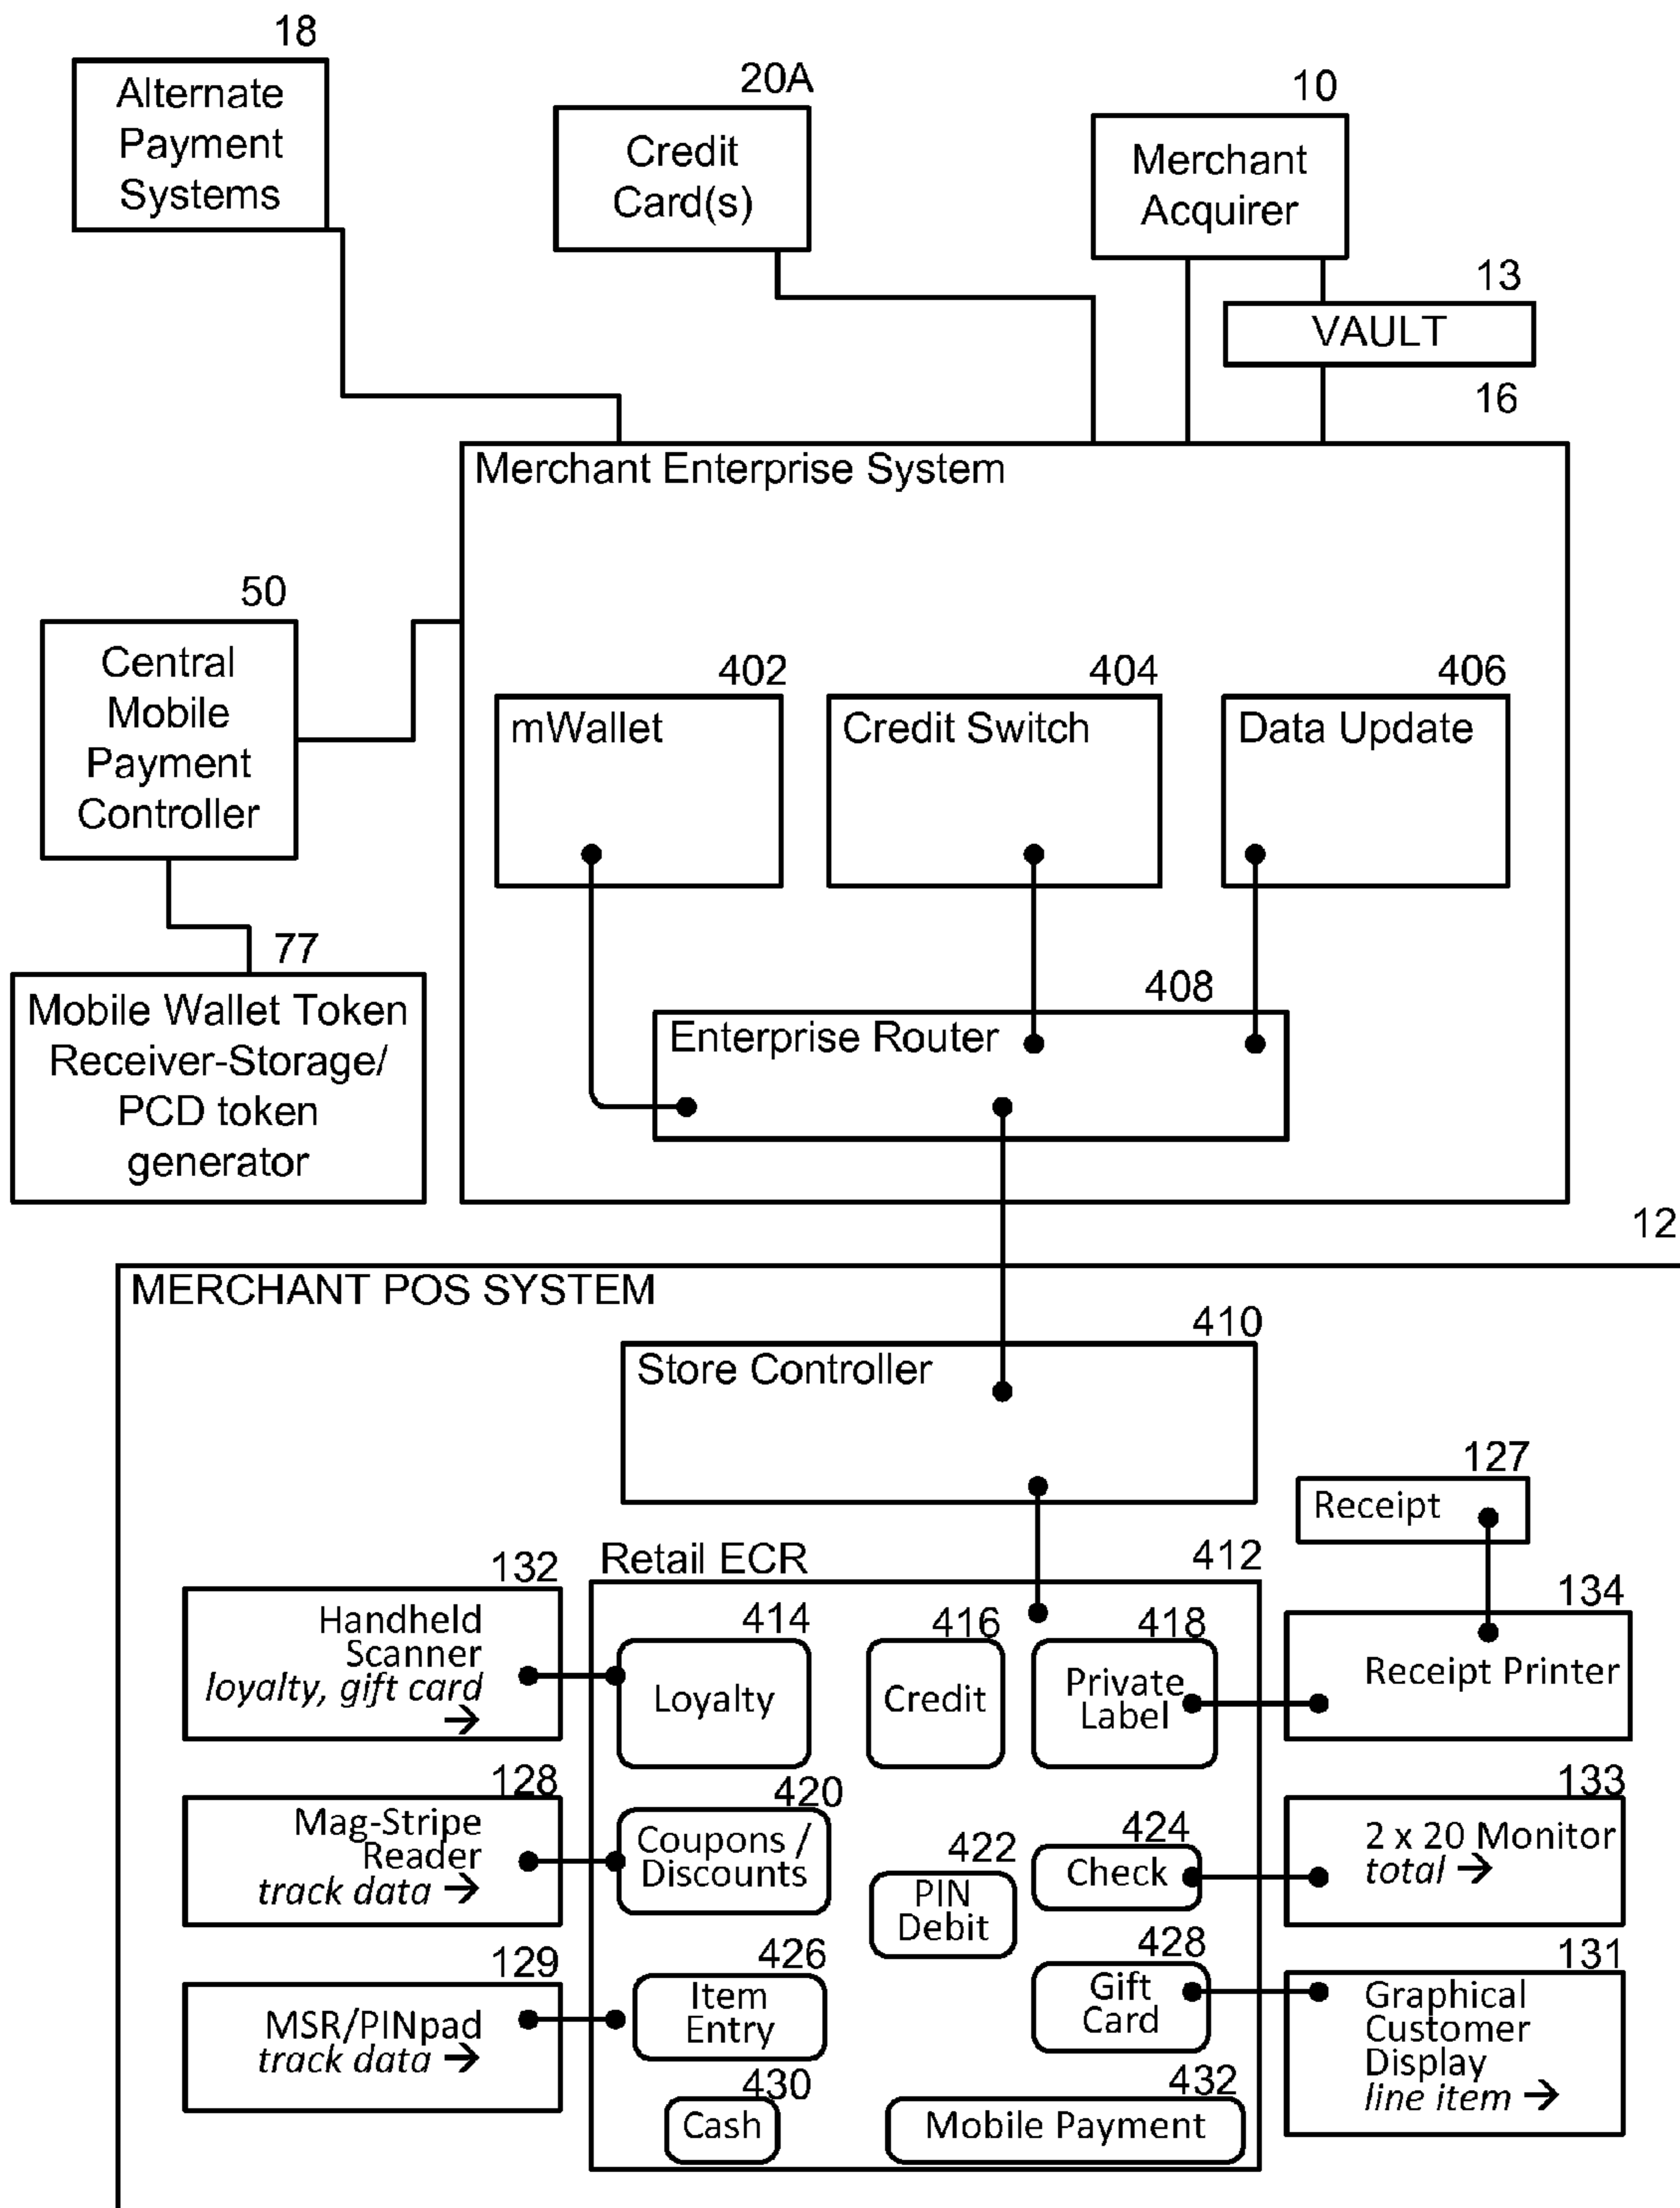 18
Alternate
Payment
Systems
20A
Credit
Card(s)
10
Merchant
Acquirer
13
VAULT
16
Merchant Enterprise System
50
Central
Mobile
Payment
Controller
402
mWallet
404
Credit Switch
406
Data Update
77
Mobile Wallet Token
Receiver-Storage/
PCD token
generator
408
Enterprise Router
12
MERCHANT POS SYSTEM
410
Store Controller
127
Receipt
Retail ECR
412
132
Handheld
Scanner
loyalty, gift card
→
414
Loyalty
416
Credit
418
Private
Label
134
Receipt Printer
128
Mag-Stripe
Reader
track data →
420
Coupons /
Discounts
422
PIN
Debit
424
Check
133
2 x 20 Monitor
total →
129
MSR/PINpad
track data →
426
Item
Entry
428
Gift
Card
131
Graphical
Customer
Display
line item →
430
Cash
432
Mobile Payment